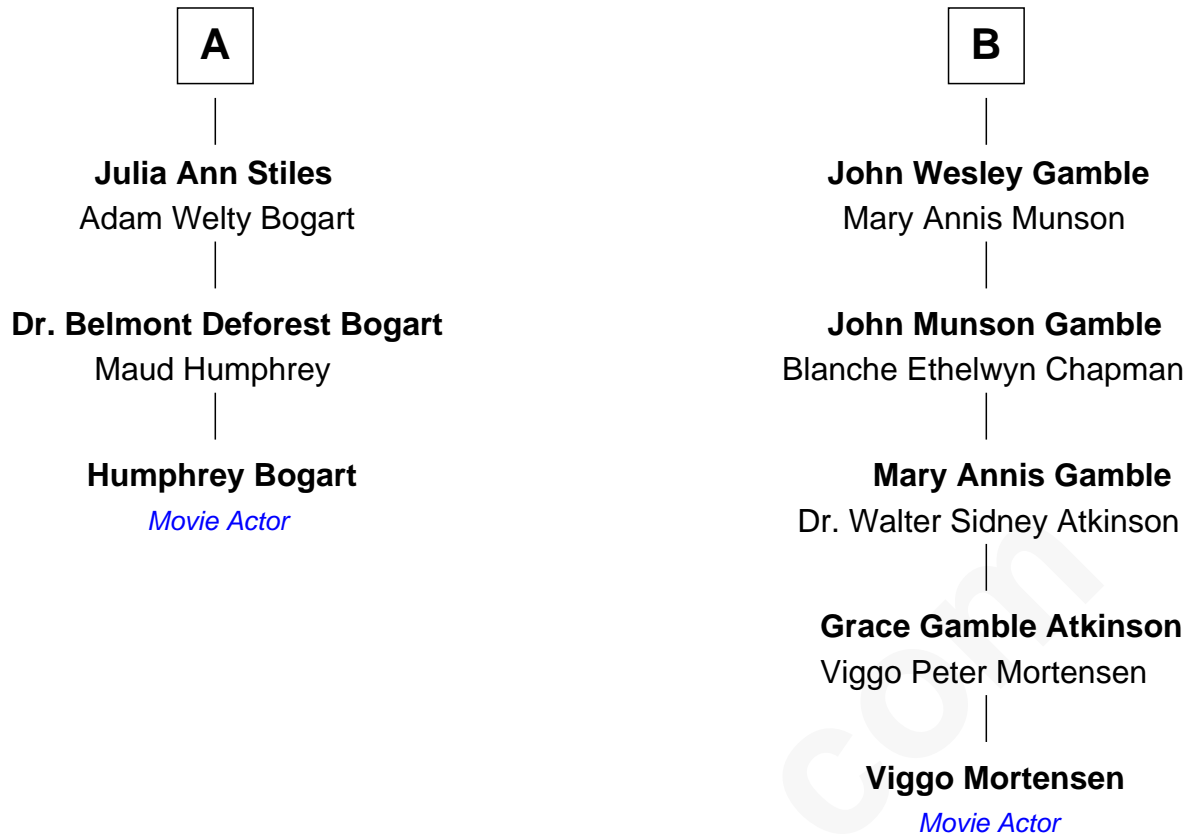 A
Julia Ann Stiles
Adam Welty Bogart
Dr. Belmont Deforest Bogart
Maud Humphrey
Humphrey Bogart
Movie Actor
B
John Wesley Gamble
Mary Annis Munson
John Munson Gamble
Blanche Ethelwyn Chapman
Mary Annis Gamble
Dr. Walter Sidney Atkinson
Grace Gamble Atkinson
Viggo Peter Mortensen
Viggo Mortensen
Movie Actor
com